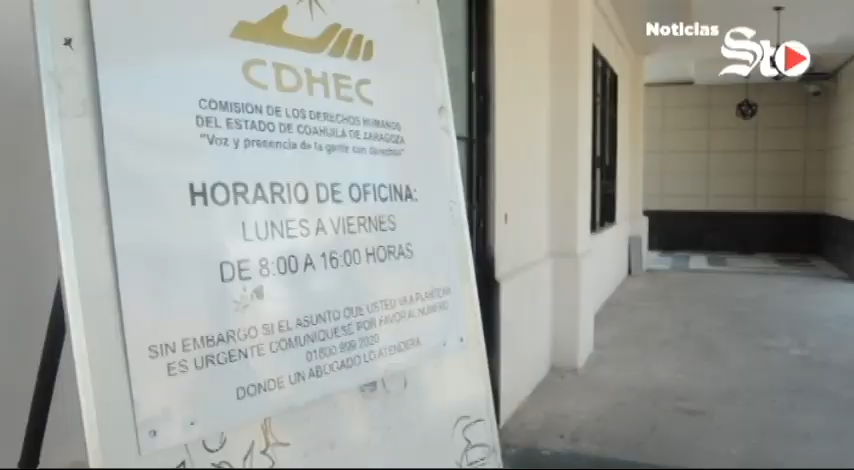 Noticias
Sto
CDHEC
COMISION DE LOS DERECHOS HUMANOS
DEL ESTADO DE COAHUILA DE ZARAGOZA
"Voz y presencia de la gente con derechos"
HORARIO DE OFICINA:
LUNES A VIERNES
DE 8:00 A 16:00 HORAS
SIN EMBARGO SI EL ASUNTO QUE USTED VA A PLANTEAR
ES URGENTE COMUNIQUESE POR FAVOR AL NUMERO
01800 999 2020
DONDE UN ABOGADO LO ATENDERA